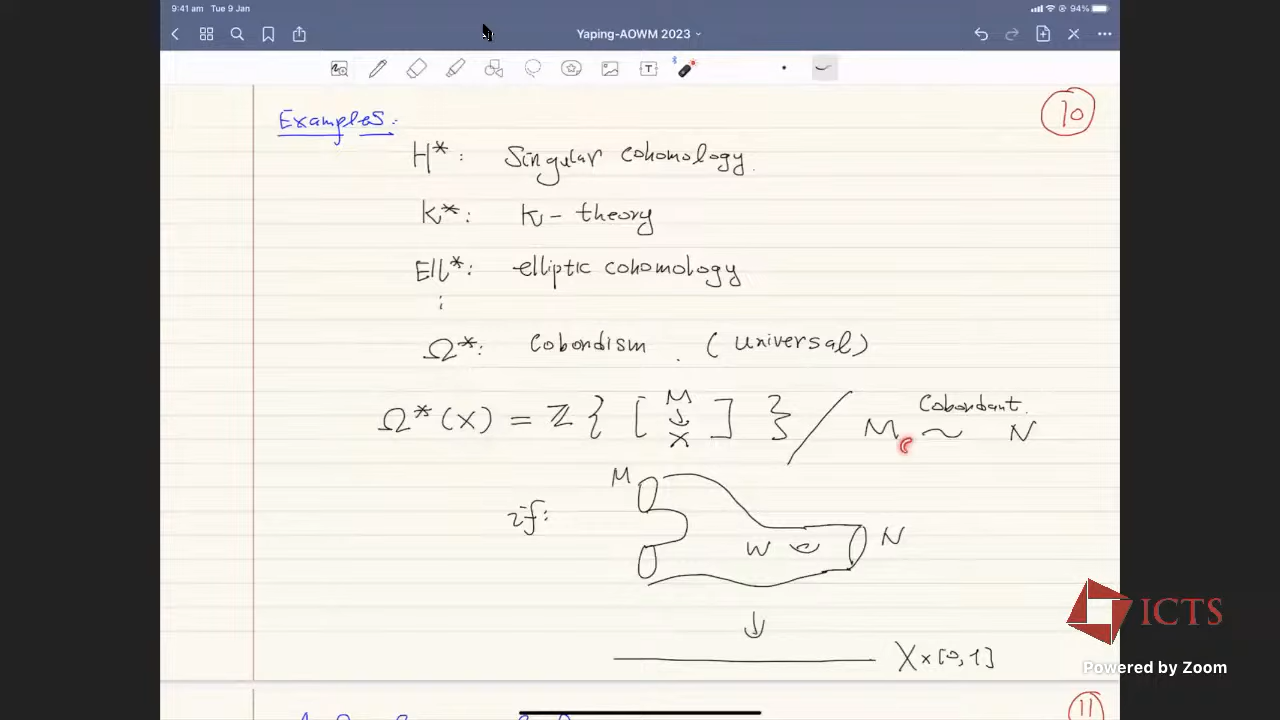 9:41 am Tue 9 Jan
94%
Yaping-AOWM 2023
Examples:
10
H*: Singular cohomology.
K*: K-theory
Ell*: elliptic cohomology
⋮
Ω*: Cobordism. (universal)
Ω*(X) = ℤ { [ M ↓ X ] } / M ~ N
Cobordant.
if:
M
W
N
↓
X×[0,1]
ICTS
Powered by Zoom
11